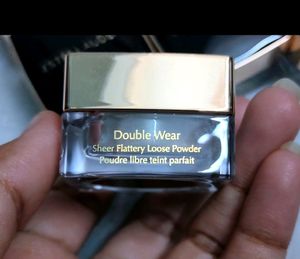 Double Wear
Sheer Flattery Loose Powder
Poudre libre teint parfait